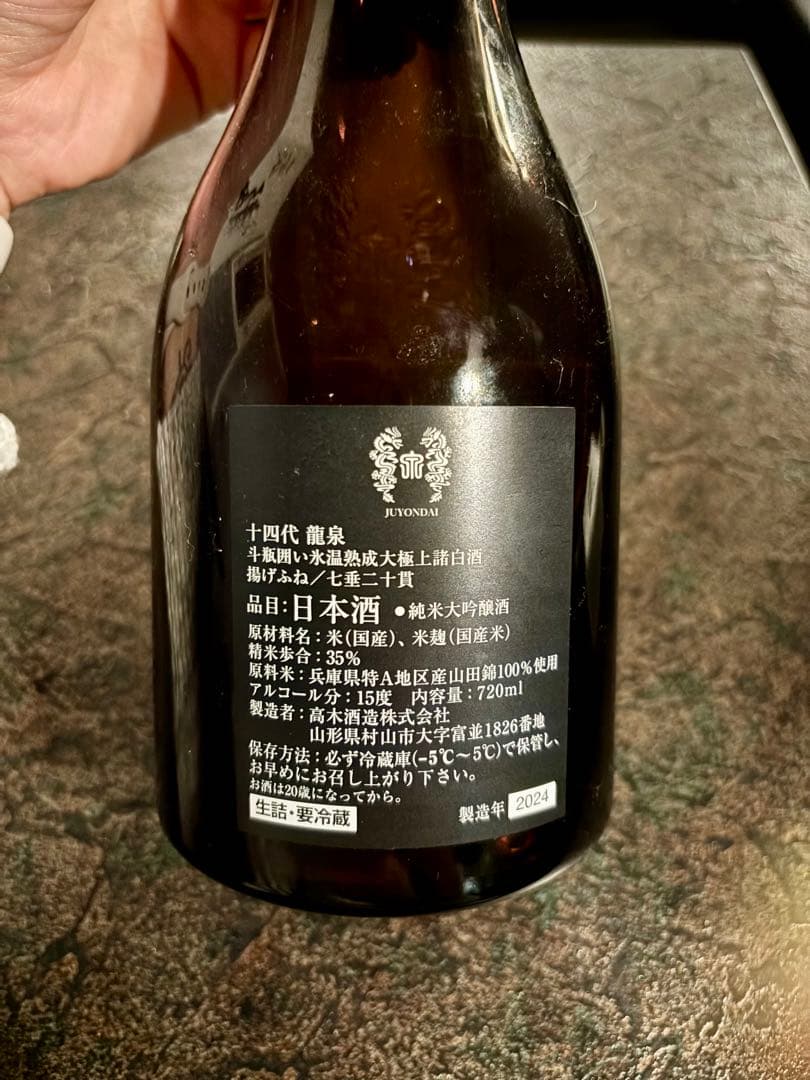 JUYONDAI
十四代 龍泉
斗瓶囲い氷温熟成大極上諸白酒
揚げふね/七垂二十貫
品目:日本酒 ●純米大吟醸酒
原材料名:米(国産)、米麹(国産米)
精米歩合:35%
原料米:兵庫県特A地区産山田錦100%使用
アルコール分:15度 内容量:720ml
製造者:高木酒造株式会社
山形県村山市大字富並1826番地
保存方法:必ず冷蔵庫(-5℃〜5℃)で保管し、
お早めにお召し上がり下さい。
お酒は20歳になってから。
生詰・要冷蔵 製造年 2024